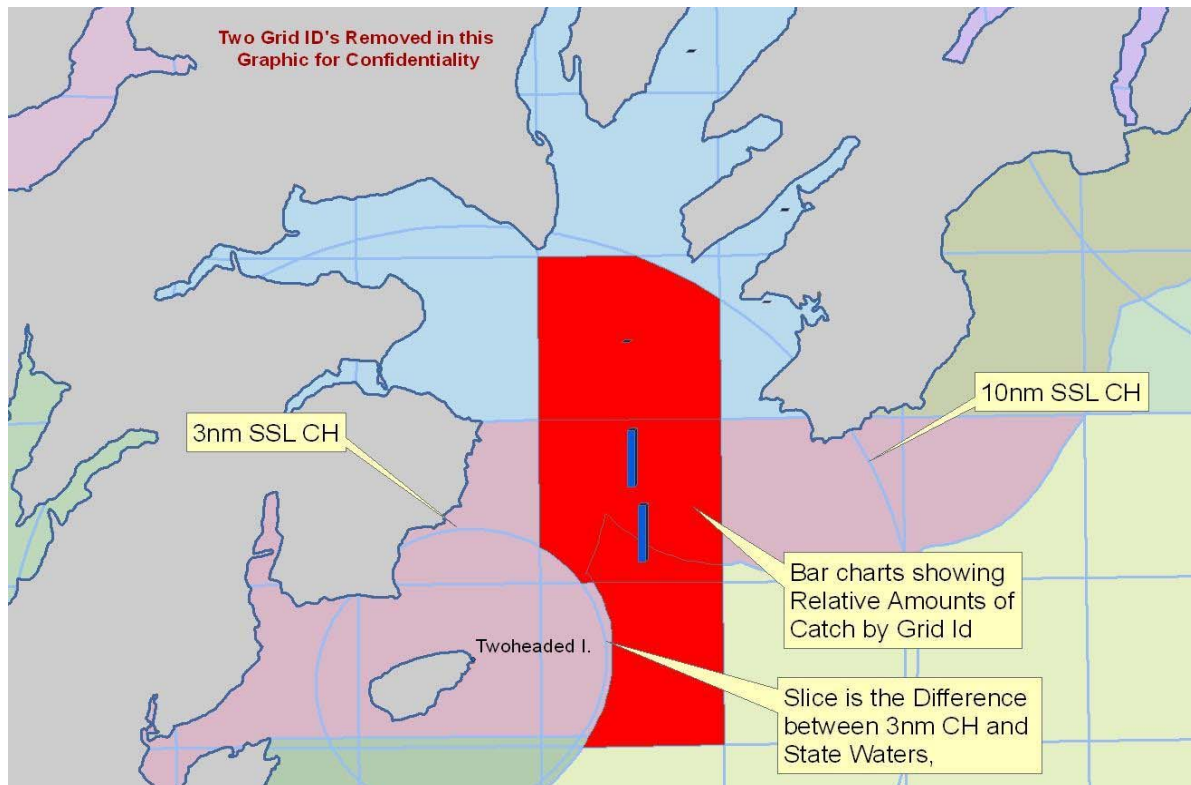 Two Grid ID's Removed in this
Graphic for Confidentiality
10nm SSL CH
3nm SSL CH
Bar charts showing
Relative Amounts of
Catch by Grid Id
Twoheaded I.
Slice is the Difference
between 3nm CH and
State Waters,